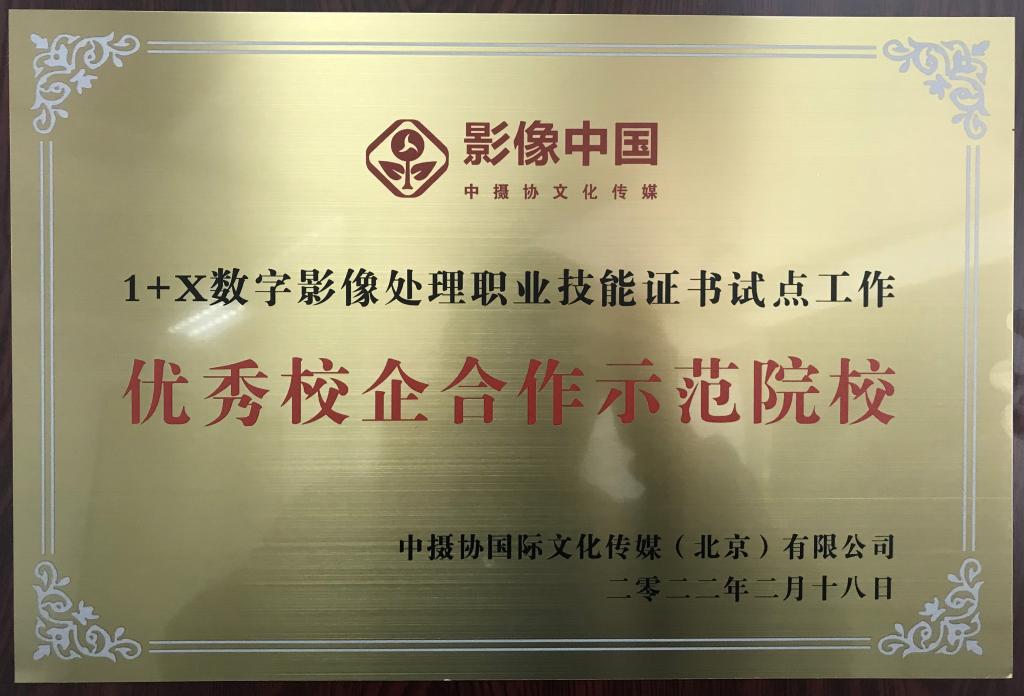 影像中国
中摄协文化传媒
1+X数字影像处理职业技能证书试点工作
优秀校企合作示范院校
中摄协国际文化传媒（北京）有限公司
二零二二年二月十八日